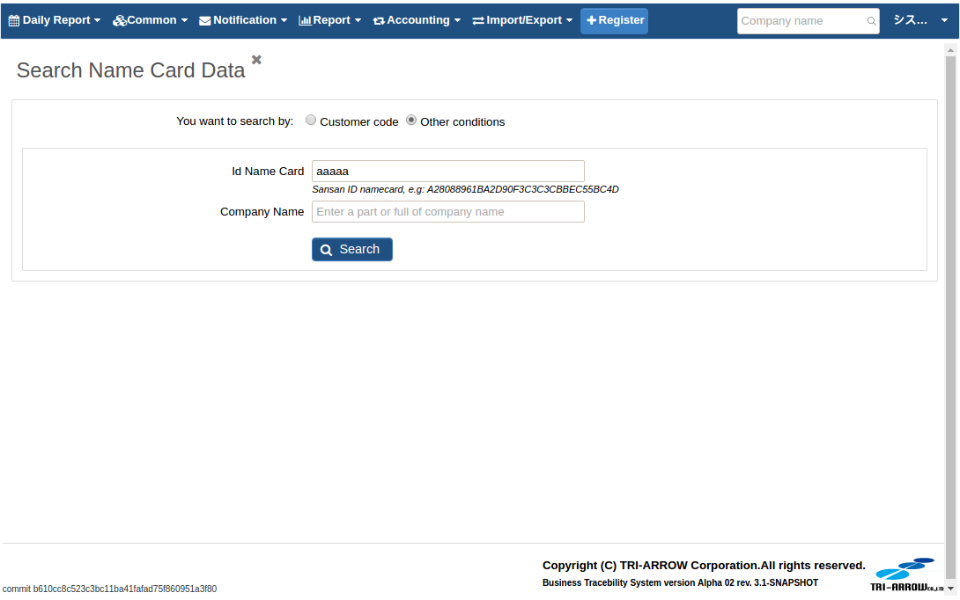 Daily Report Common Notification Report Accounting Import/Export Register Company name シス...
Search Name Card Data
You want to search by: Customer code Other conditions
Id Name Card aaaaa
Sansan ID namecard, e.g: A28088961BA2D90F3C3C3CBBEC55BC4D
Company Name Enter a part or full of company name
Search
Copyright (C) TRI-ARROW Corporation.All rights reserved.
Business Tracebility System version Alpha 02 rev. 3.1-SNAPSHOT
TRI-ARROW
commit b610cc8c523c3bc11ba41fafad75f860951a3f80